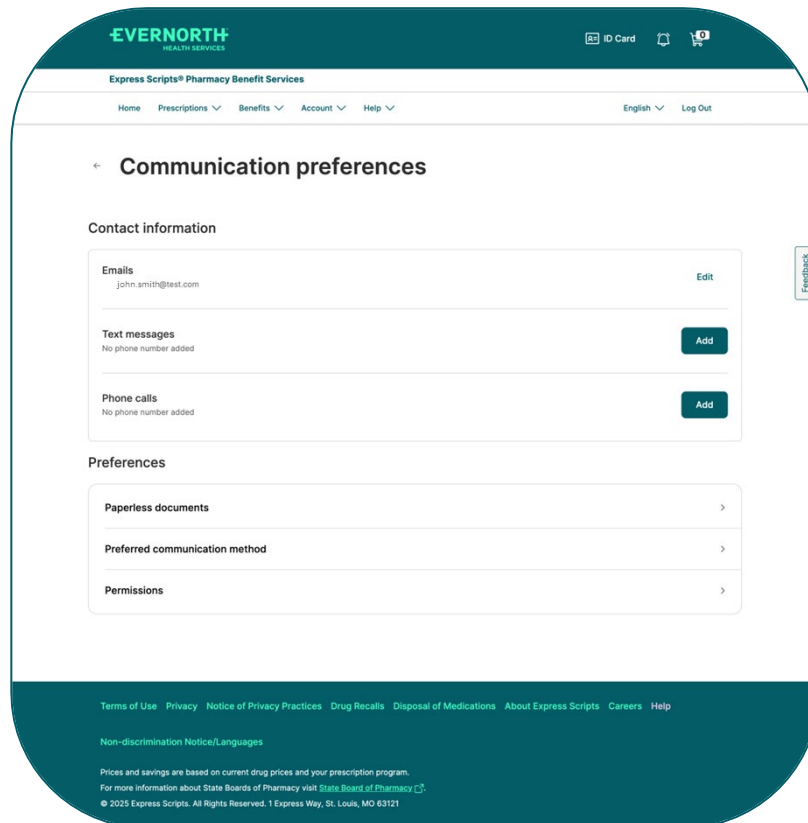 EVERNORTH
HEALTH SERVICES
ID Card
0
Express Scripts® Pharmacy Benefit Services
Home Prescriptions Benefits Account Help English Log Out
← Communication preferences
Contact information
Feedback
Emails
john.smith@test.com
Edit
Text messages
No phone number added
Add
Phone calls
No phone number added
Add
Preferences
Paperless documents
Preferred communication method
Permissions
Terms of Use Privacy Notice of Privacy Practices Drug Recalls Disposal of Medications About Express Scripts Careers Help
Non-discrimination Notice/Languages
Prices and savings are based on current drug prices and your prescription program.
For more information about State Boards of Pharmacy visit State Board of Pharmacy.
© 2025 Express Scripts. All Rights Reserved. 1 Express Way, St. Louis, MO 63121